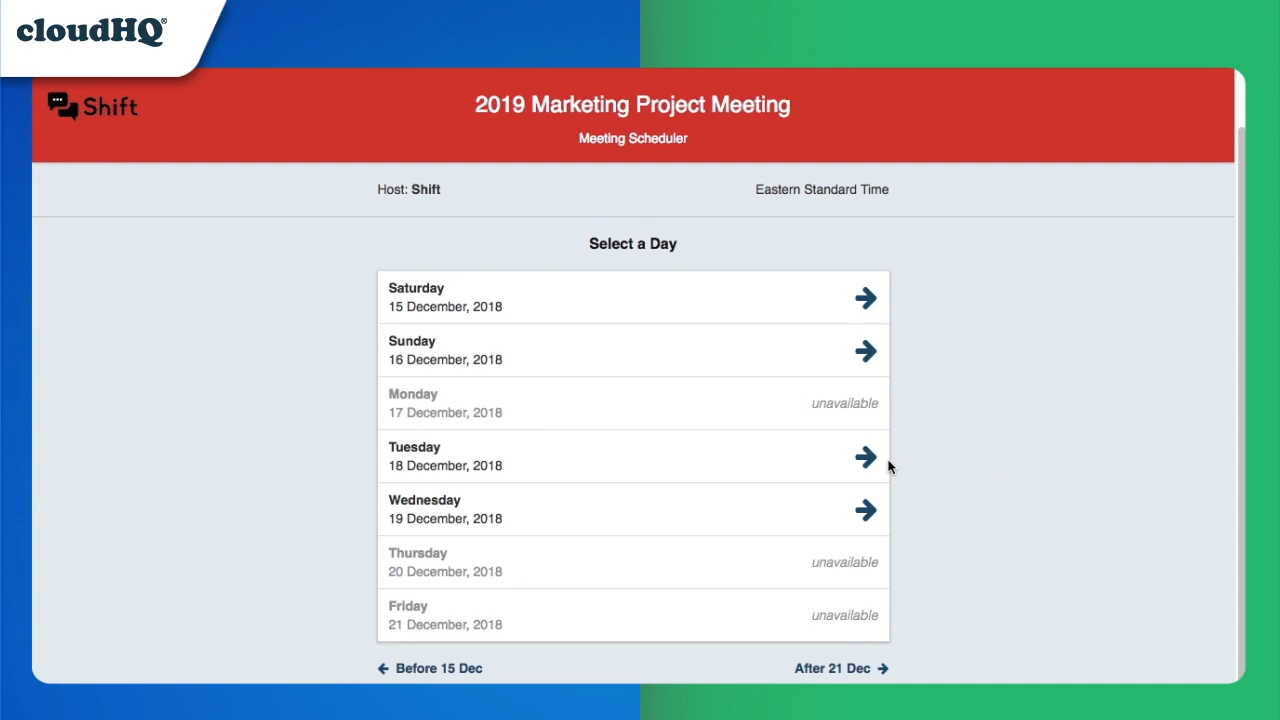 cloudHQ®
Shift
2019 Marketing Project Meeting
Meeting Scheduler
Host: Shift
Eastern Standard Time
Select a Day
Saturday
15 December, 2018
Sunday
16 December, 2018
Monday
17 December, 2018
unavailable
Tuesday
18 December, 2018
Wednesday
19 December, 2018
Thursday
20 December, 2018
unavailable
Friday
21 December, 2018
unavailable
Before 15 Dec
After 21 Dec